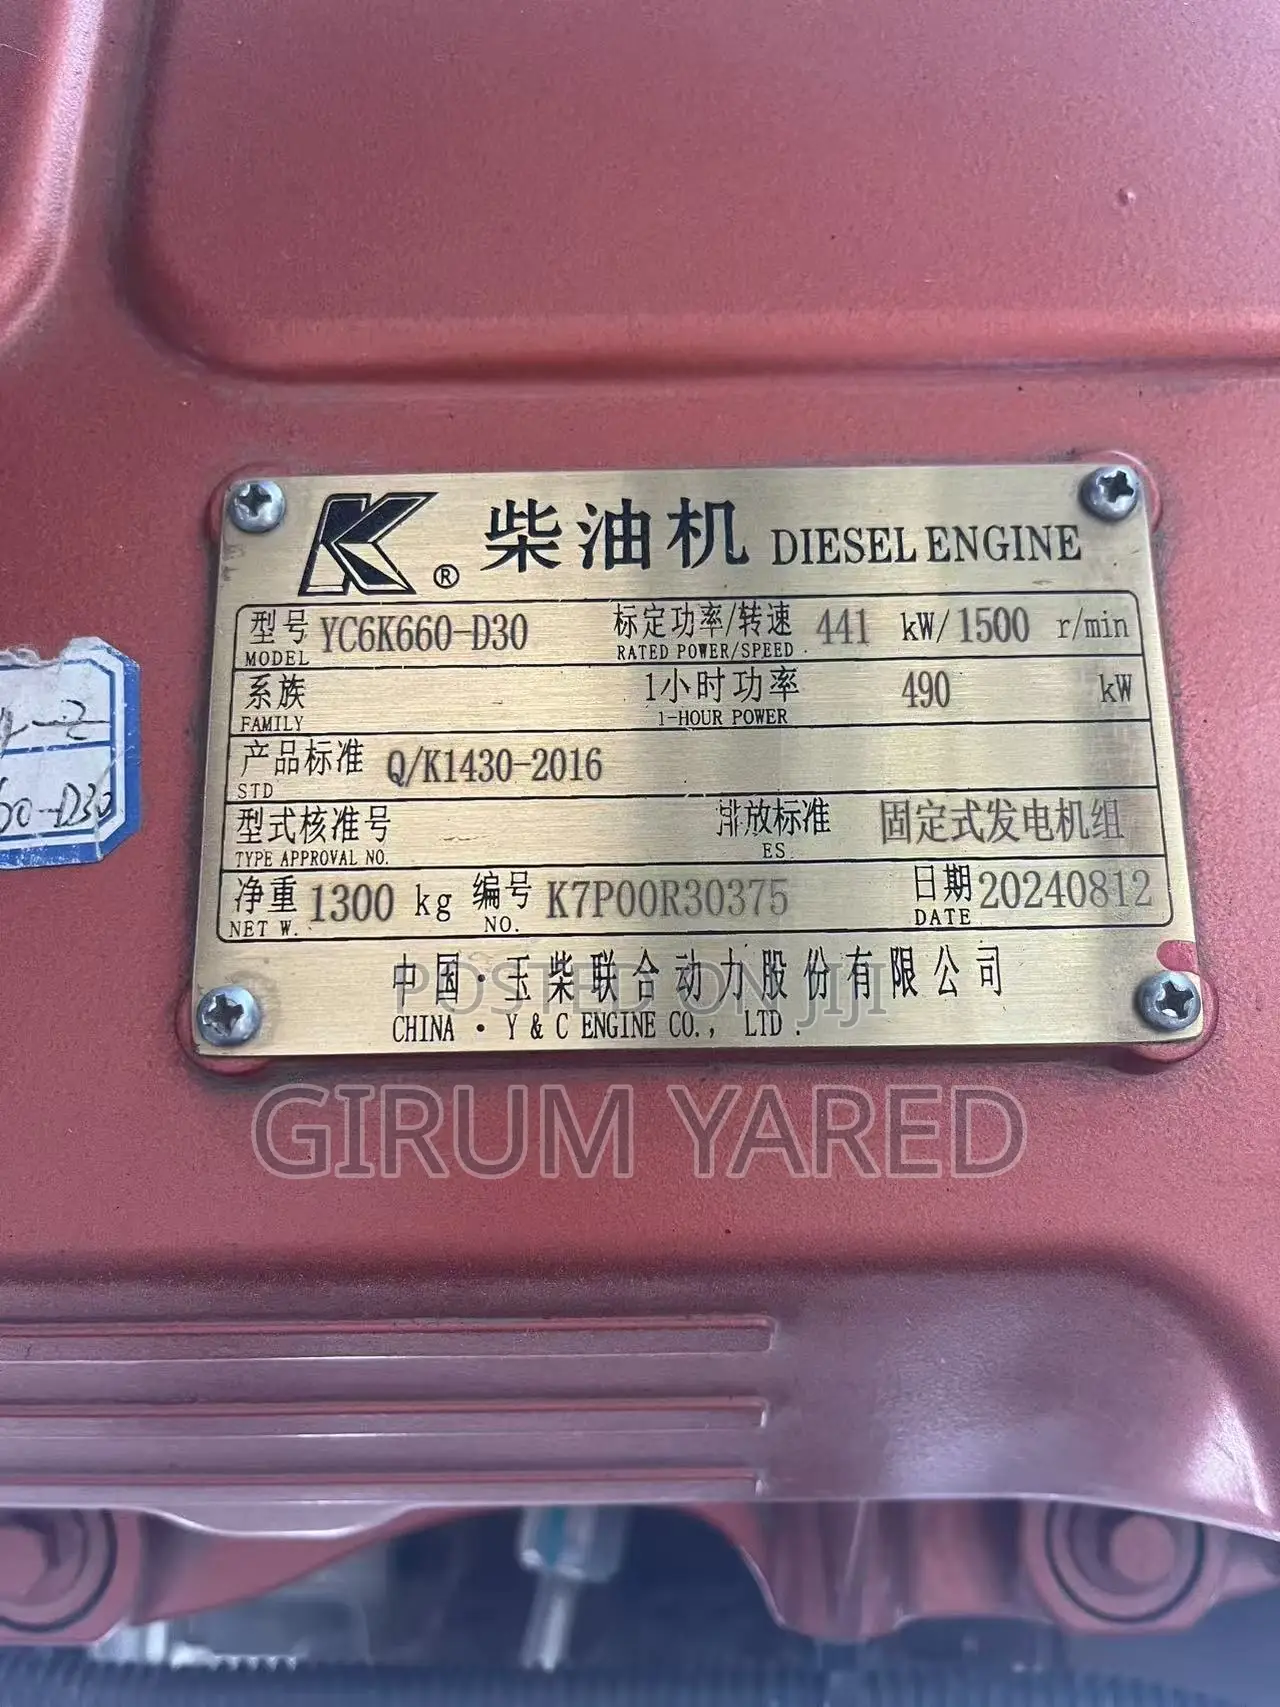 K ® 柴油机 DIESEL ENGINE
型号 YC6K660-D30 标定功率/转速 441 kW/1500 r/min
MODEL RATED POWER/SPEED
系族 1小时功率 490 kW
FAMILY 1-HOUR POWER
产品标准 Q/K1430-2016
STD
型式核准号 排放标准 固定式发电机组
TYPE APPROVAL NO. ES
净重 1300 kg 编号 K7P00R30375 日期 20240812
NET W. NO. DATE
中国·玉柴联合动力股份有限公司
CHINA · Y & C ENGINE CO., LTD.
POSTED ON JIJI
GIRUM YARED
-2
60-D30